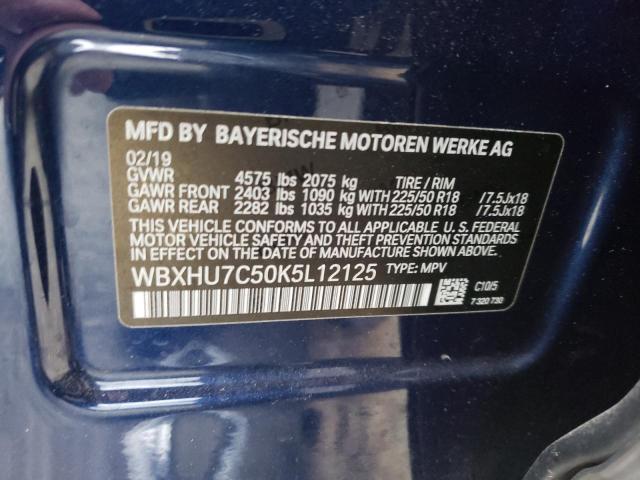 MFD BY BAYERISCHE MOTOREN WERKE AG
02/19
GVWR 4575 lbs 2075 kg TIRE / RIM
GAWR FRONT 2403 lbs 1090 kg WITH 225/50 R18 /7.5Jx18
GAWR REAR 2282 lbs 1035 kg WITH 225/50 R18 /7.5Jx18
THIS VEHICLE CONFORMS TO ALL APPLICABLE U. S. FEDERAL
MOTOR VEHICLE SAFETY, BUMPER, AND THEFT PREVENTION
STANDARDS IN EFFECT ON THE DATE OF MANUFACTURE SHOWN ABOVE.
WBXHU7C50K5L12125 TYPE: MPV
C10/5
7 320 730